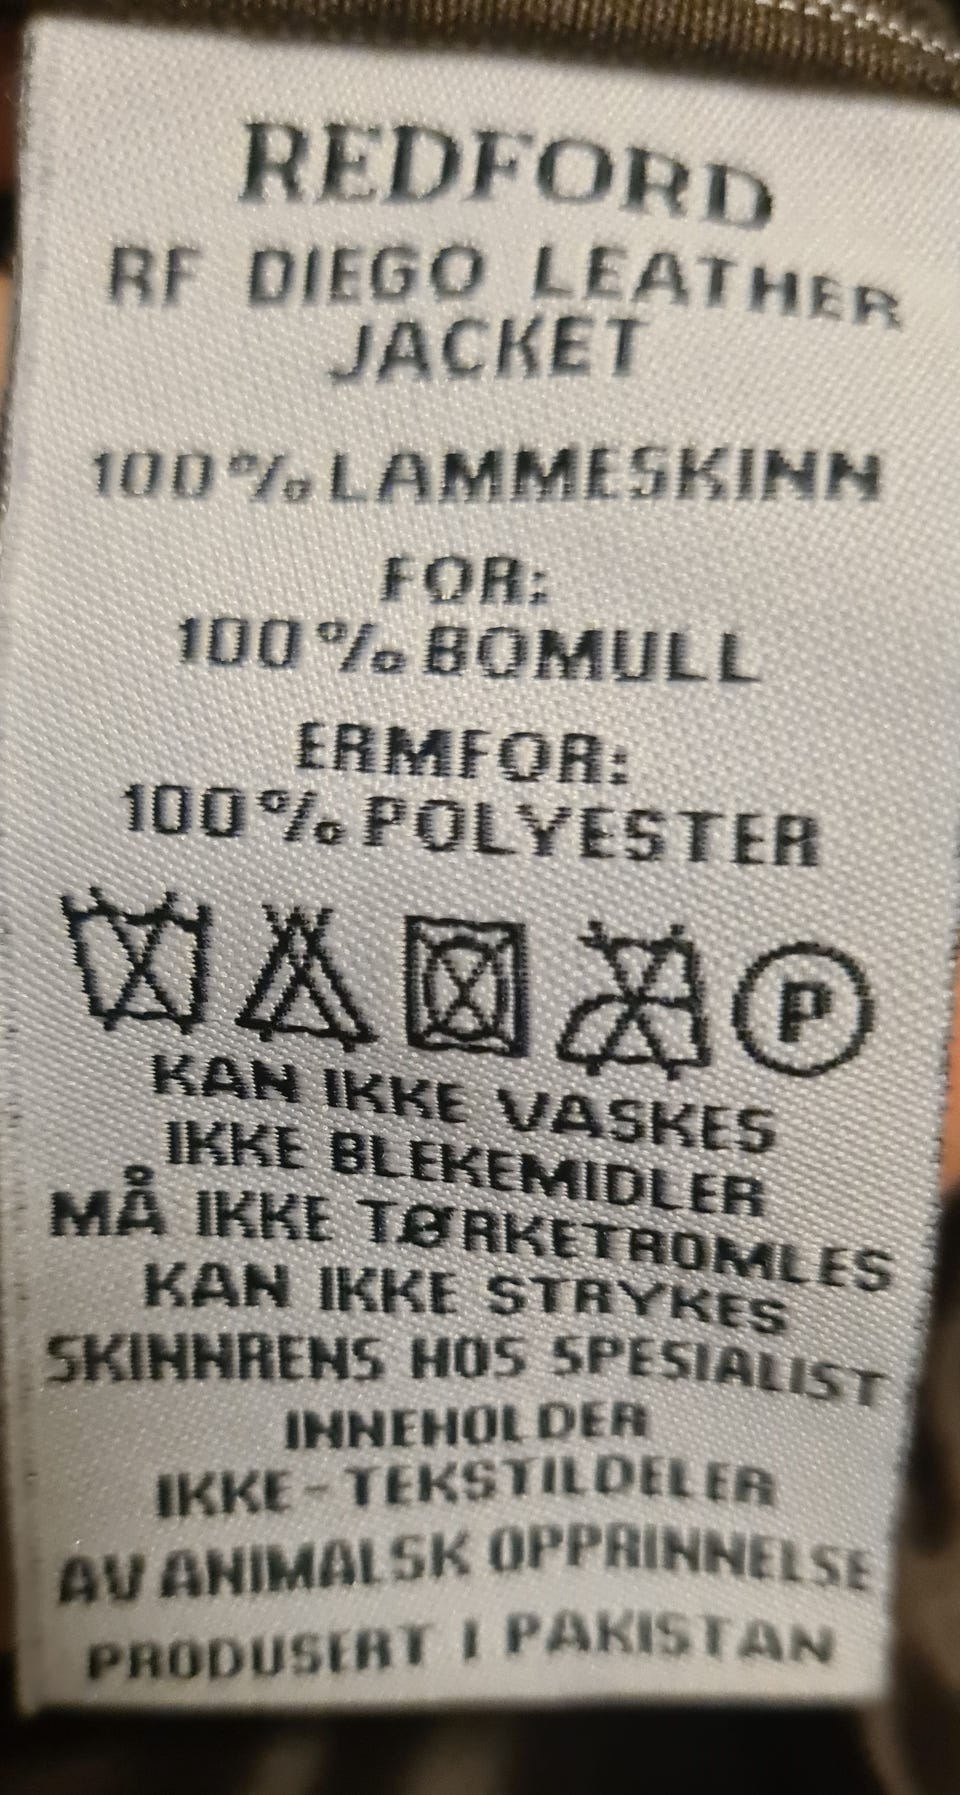 REDFORD
RF DIEGO LEATHER
JACKET
100% LAMMESKINN
FOR:
100% BOMULL
ERMFOR:
100% POLYESTER
P
KAN IKKE VASKES
IKKE BLEKEMIDLER
MÅ IKKE TØRKETROMLES
KAN IKKE STRYKES
SKINNRENS HOS SPESIALIST
INNEHOLDER
IKKE-TEKSTILDELER
AV ANIMALSK OPPRINNELSE
PRODUSERT I PAKISTAN